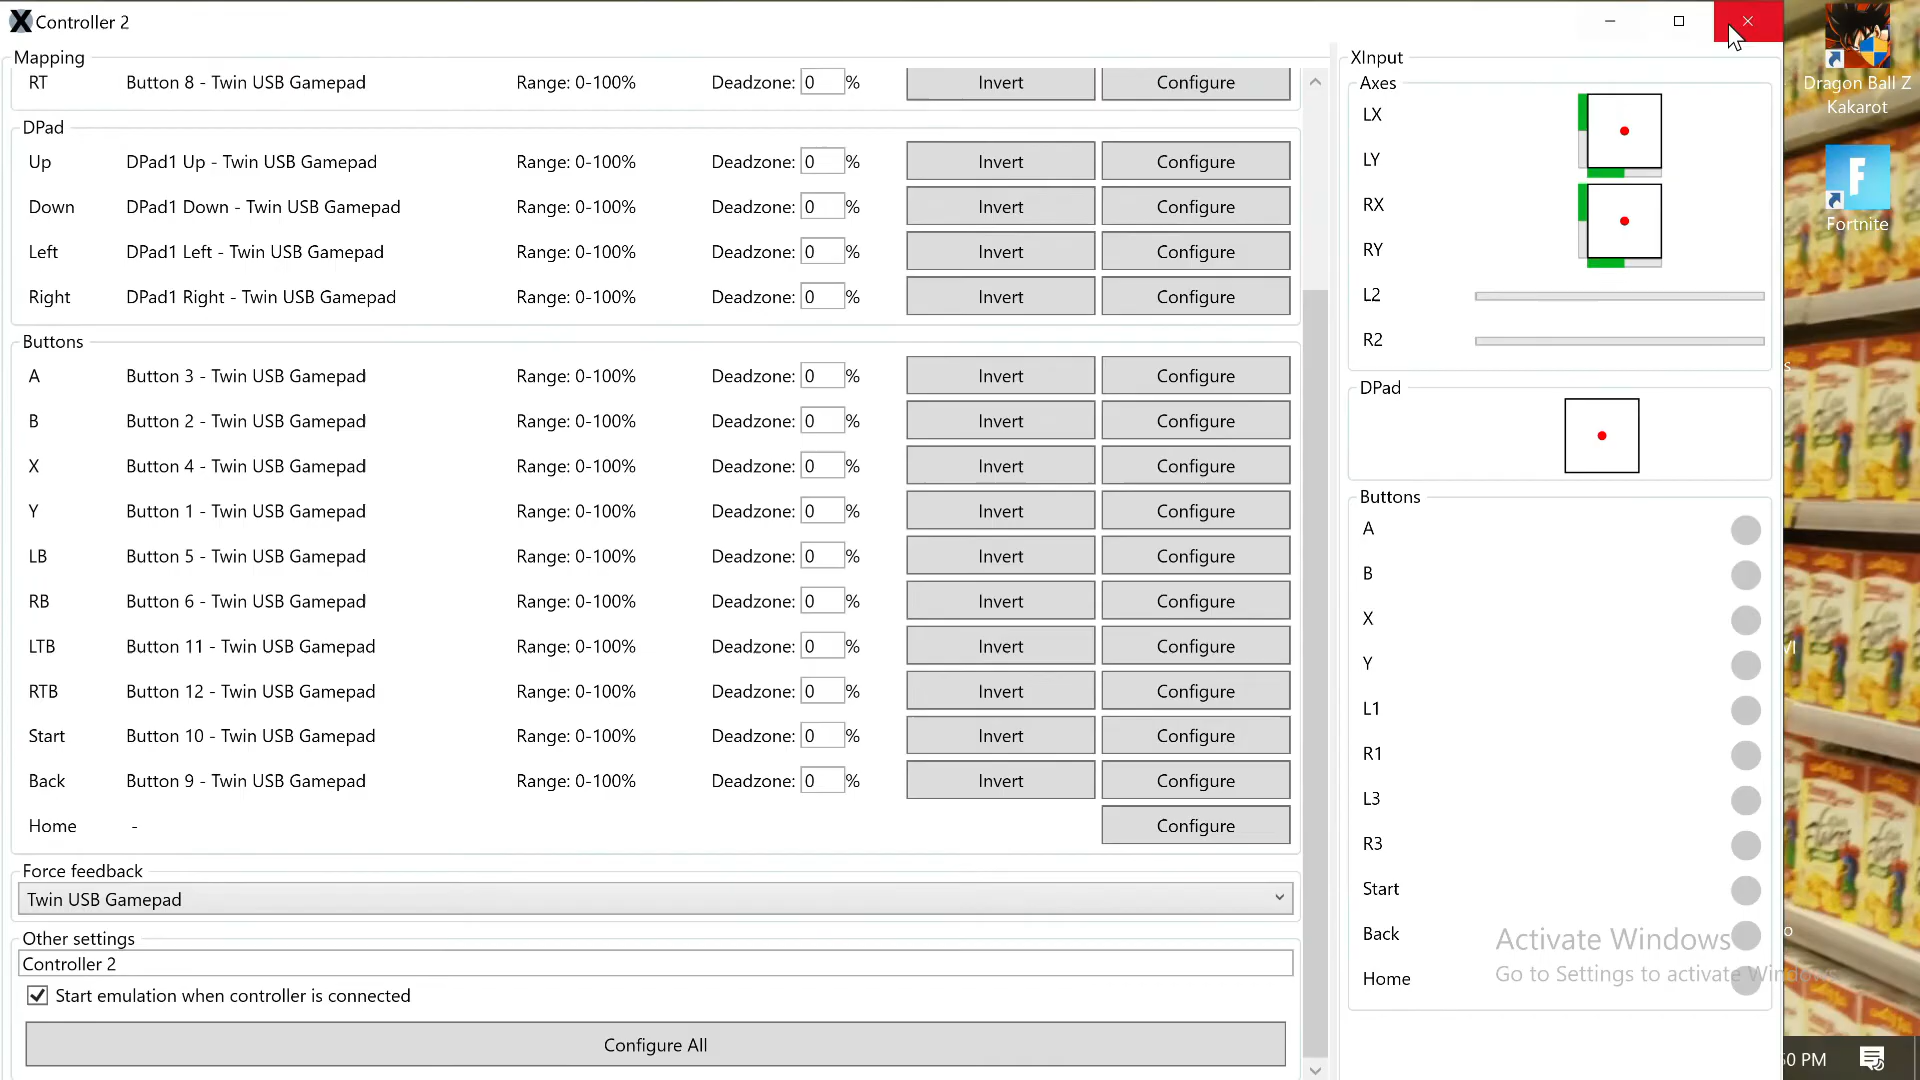 Controller 2
Mapping
RT Button 8 - Twin USB Gamepad Range: 0-100% Deadzone: 0 % Invert Configure
DPad
Up DPad1 Up - Twin USB Gamepad Range: 0-100% Deadzone: 0 % Invert Configure
Down DPad1 Down - Twin USB Gamepad Range: 0-100% Deadzone: 0 % Invert Configure
Left DPad1 Left - Twin USB Gamepad Range: 0-100% Deadzone: 0 % Invert Configure
Right DPad1 Right - Twin USB Gamepad Range: 0-100% Deadzone: 0 % Invert Configure
Buttons
A Button 3 - Twin USB Gamepad Range: 0-100% Deadzone: 0 % Invert Configure
B Button 2 - Twin USB Gamepad Range: 0-100% Deadzone: 0 % Invert Configure
X Button 4 - Twin USB Gamepad Range: 0-100% Deadzone: 0 % Invert Configure
Y Button 1 - Twin USB Gamepad Range: 0-100% Deadzone: 0 % Invert Configure
LB Button 5 - Twin USB Gamepad Range: 0-100% Deadzone: 0 % Invert Configure
RB Button 6 - Twin USB Gamepad Range: 0-100% Deadzone: 0 % Invert Configure
LTB Button 11 - Twin USB Gamepad Range: 0-100% Deadzone: 0 % Invert Configure
RTB Button 12 - Twin USB Gamepad Range: 0-100% Deadzone: 0 % Invert Configure
Start Button 10 - Twin USB Gamepad Range: 0-100% Deadzone: 0 % Invert Configure
Back Button 9 - Twin USB Gamepad Range: 0-100% Deadzone: 0 % Invert Configure
Home - Configure
Force feedback
Twin USB Gamepad
Other settings
Controller 2
Start emulation when controller is connected
Configure All
XInput
Axes
LX
LY
RX
RY
L2
R2
DPad
Buttons
A
B
X
Y
L1
R1
L3
R3
Start
Back
Home
Activate Windows
Go to Settings to activate Windows
Dragon Ball Z
Kakarot
F
Fortnite
0 PM